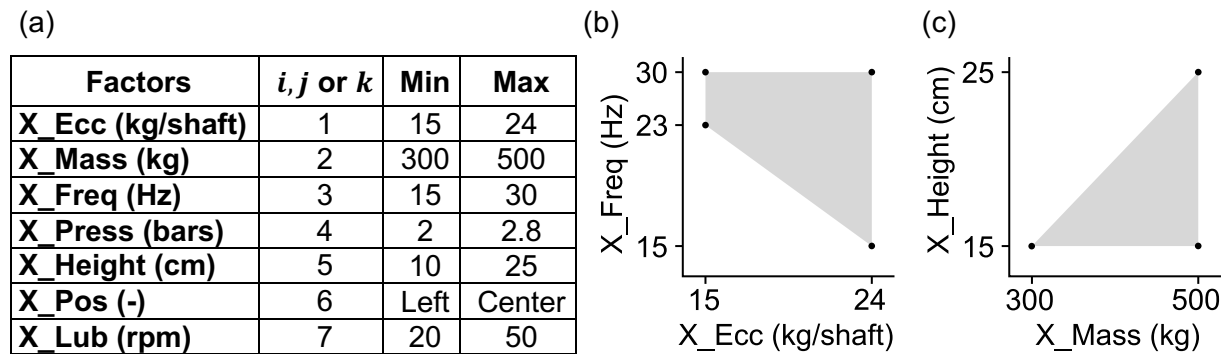 (a)
Factors i, j or k Min Max
X_Ecc (kg/shaft) 1 15 24
X_Mass (kg) 2 300 500
X_Freq (Hz) 3 15 30
X_Press (bars) 4 2 2.8
X_Height (cm) 5 10 25
X_Pos (-) 6 Left Center
X_Lub (rpm) 7 20 50
(b)
X_Freq (Hz)
30
23
15
15 24
X_Ecc (kg/shaft)
(c)
X_Height (cm)
25
15
300 500
X_Mass (kg)